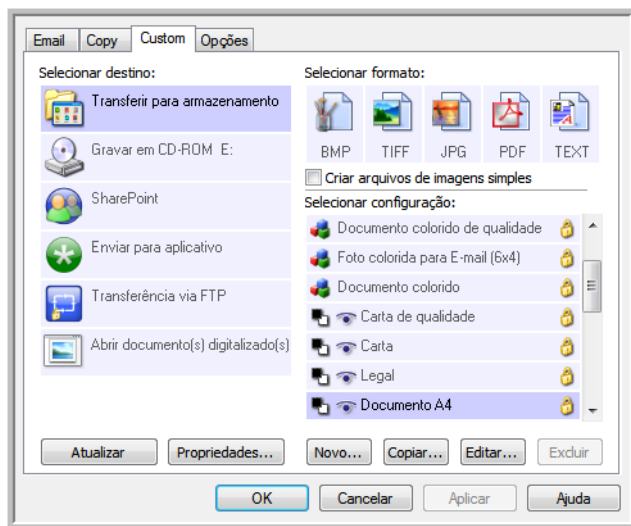 Email Copy Custom Opções
Selecionar destino:
Transferir para armazenamento
Gravar em CD-ROM E:
SharePoint
Enviar para aplicativo
Transferência via FTP
Abrir documento(s) digitalizado(s)
Atualizar Propriedades...
Selecionar formato:
BMP TIFF JPG PDF TEXT
Criar arquivos de imagens simples
Selecionar configuração:
Documento colorido de qualidade
Foto colorida para E-mail (6x4)
Documento colorido
Carta de qualidade
Carta
Legal
Documento A4
Novo... Copiar... Editar... Excluir
OK Cancelar Aplicar Ajuda